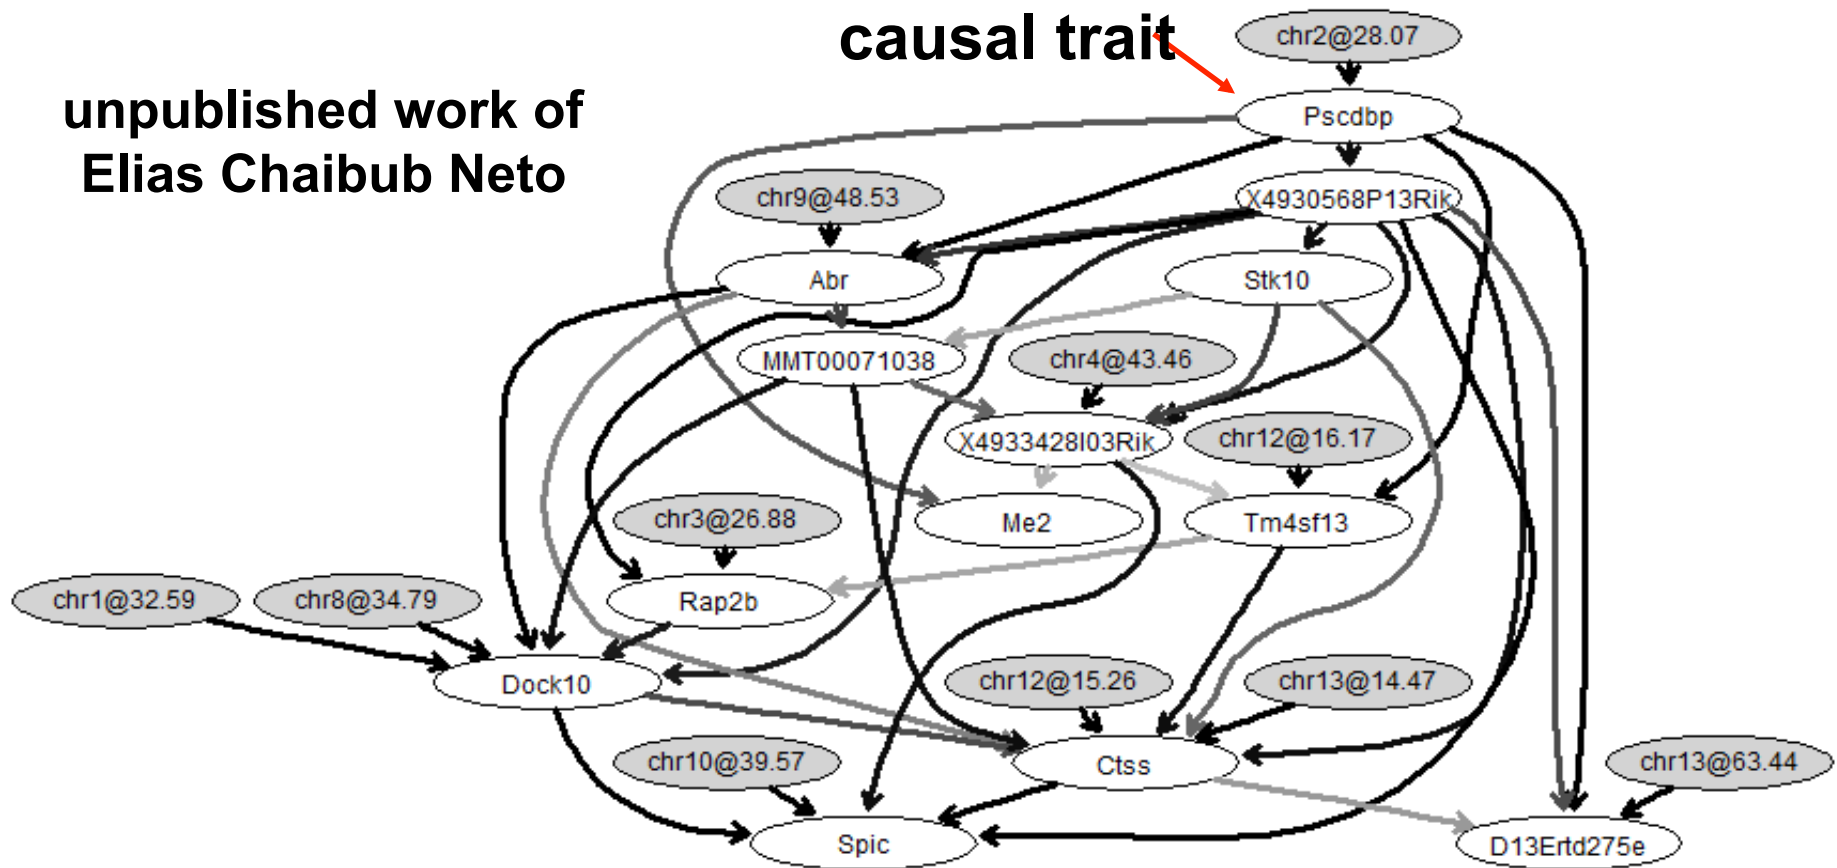 causal trait
chr2@28.07
unpublished work of
Elias Chaibub Neto
Pscdbp
chr9@48.53
X4930568P13Rik
Abr
Stk10
MMT00071038
chr4@43.46
X4933428I03Rik
chr12@16.17
chr3@26.88
Me2
Tm4sf13
chr1@32.59
chr8@34.79
Rap2b
Dock10
chr12@15.26
chr13@14.47
chr10@39.57
Ctss
chr13@63.44
Spic
D13Ertd275e